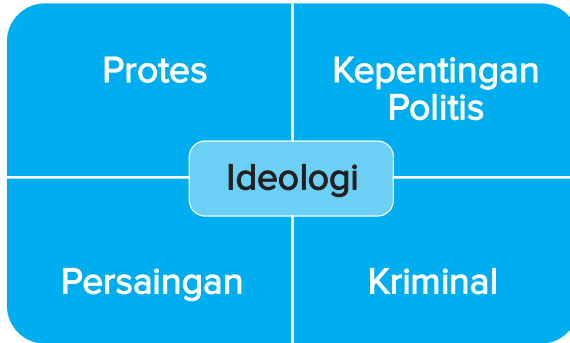 Protes
Kepentingan
Politis
Ideologi
Persaingan
Kriminal